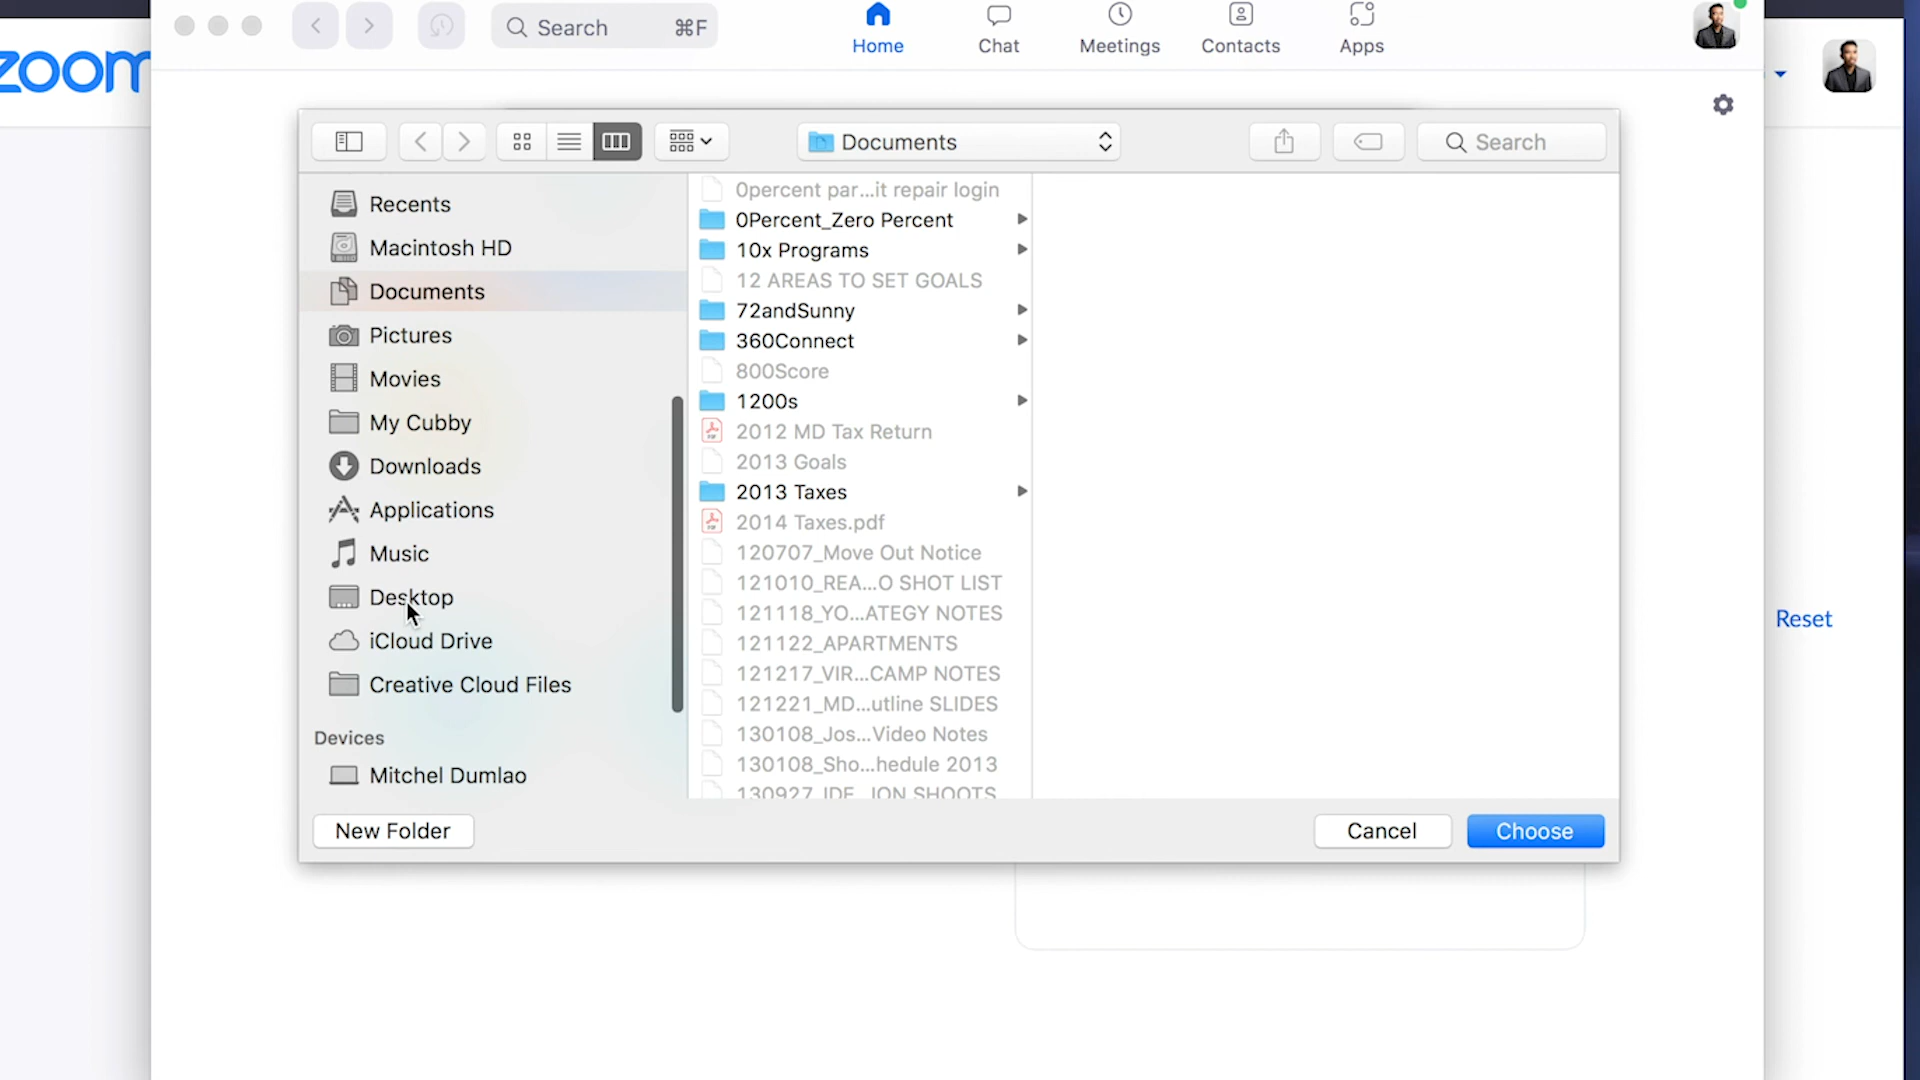 zoom
Search ⌘F
Home
Chat
Meetings
Contacts
Apps
Documents
Search
Recents
Macintosh HD
Documents
Pictures
Movies
My Cubby
Downloads
Applications
Music
Desktop
iCloud Drive
Creative Cloud Files
Devices
Mitchel Dumlao
0percent par...it repair login
0Percent_Zero Percent
10x Programs
12 AREAS TO SET GOALS
72andSunny
360Connect
800Score
1200s
2012 MD Tax Return
2013 Goals
2013 Taxes
2014 Taxes.pdf
120707_Move Out Notice
121010_REA...O SHOT LIST
121118_YO...ATEGY NOTES
121122_APARTMENTS
121217_VIR...CAMP NOTES
121221_MD...utline SLIDES
130108_Jos...Video Notes
130108_Sho...hedule 2013
130927_IDE...ION SHOOTS
New Folder
Cancel
Choose
Reset